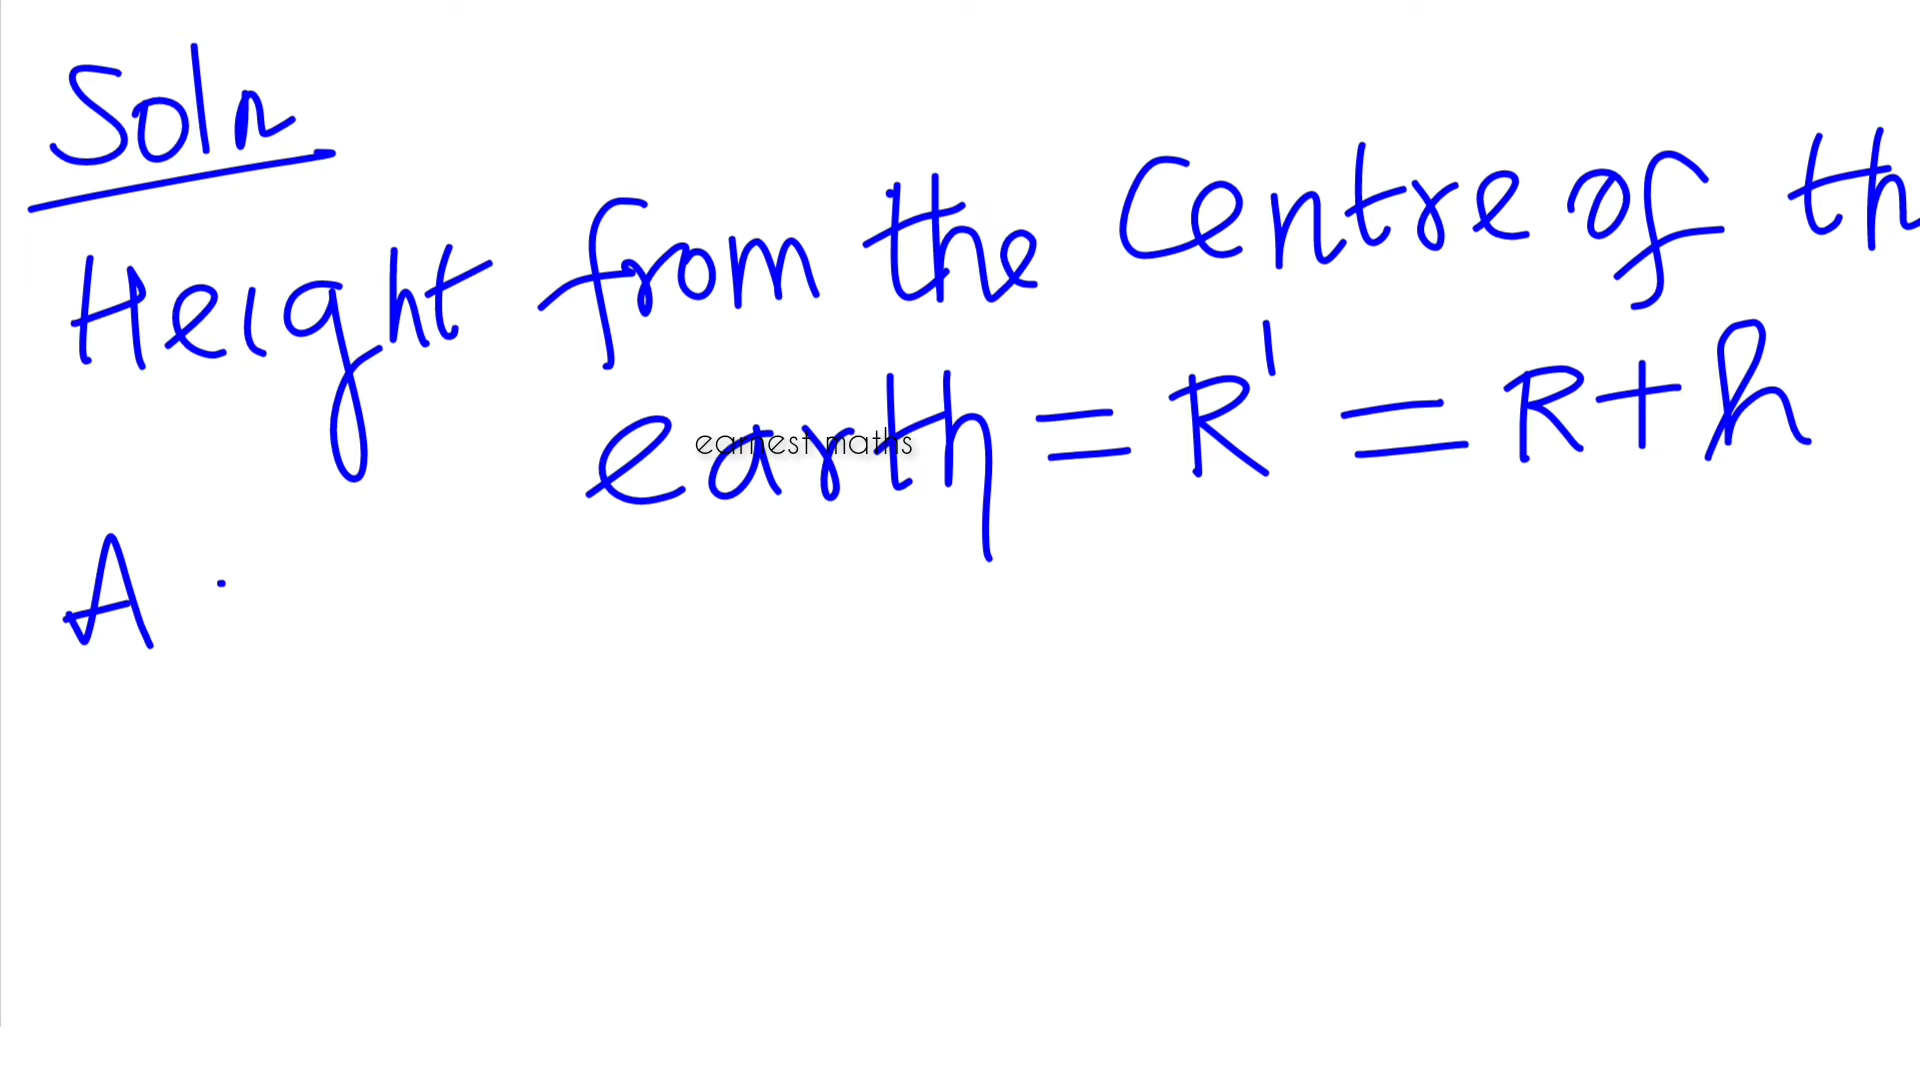 Soln
Height from the Centre of th
earth = R' = R + h
earnest maths
A